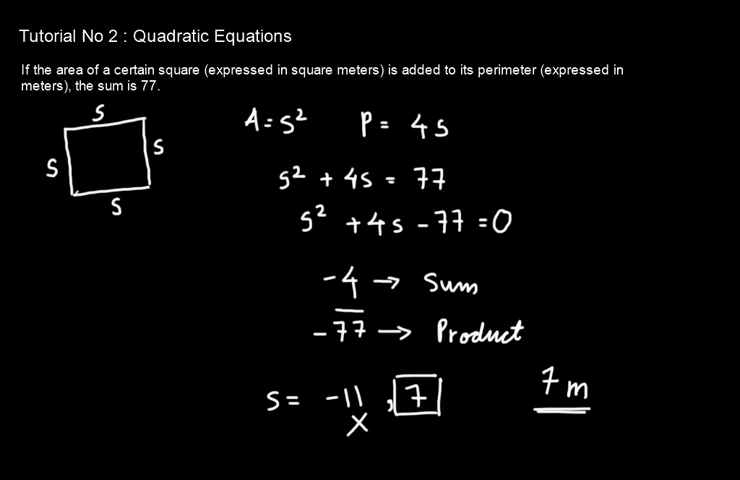 Tutorial No 2 : Quadratic Equations
If the area of a certain square (expressed in square meters) is added to its perimeter (expressed in
meters), the sum is 77.
S
S
S
S
A = S² P = 4S
S² + 4S = 77
S² + 4S - 77 = 0
-4 → Sum
-77 → Product
S = -11 , 7
X
7 m